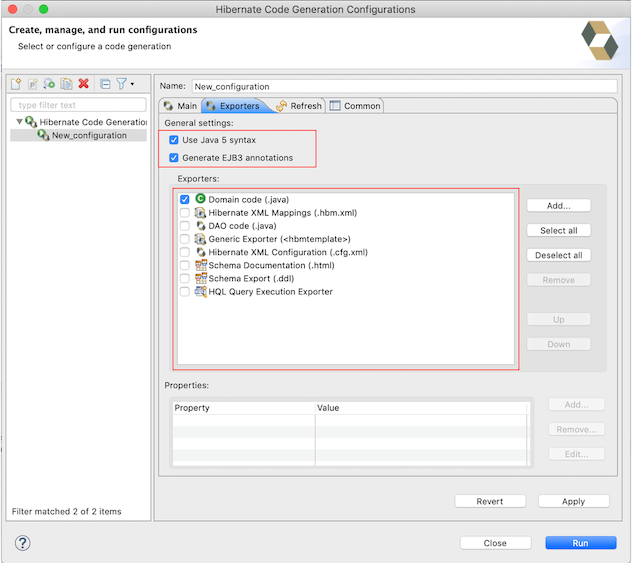 Hibernate Code Generation Configurations
Create, manage, and run configurations
Select or configure a code generation
type filter text
Hibernate Code Generation
New_configuration
Filter matched 2 of 2 items
Name: New_configuration
Main Exporters Refresh Common
General settings:
Use Java 5 syntax
Generate EJB3 annotations
Exporters:
Domain code (.java)
Hibernate XML Mappings (.hbm.xml)
DAO code (.java)
Generic Exporter (<hbmtemplate>)
Hibernate XML Configuration (.cfg.xml)
Schema Documentation (.html)
Schema Export (.ddl)
HQL Query Execution Exporter
Add...
Select all
Deselect all
Remove
Up
Down
Properties:
Property Value
Add...
Remove...
Edit...
Revert Apply
? Close Run